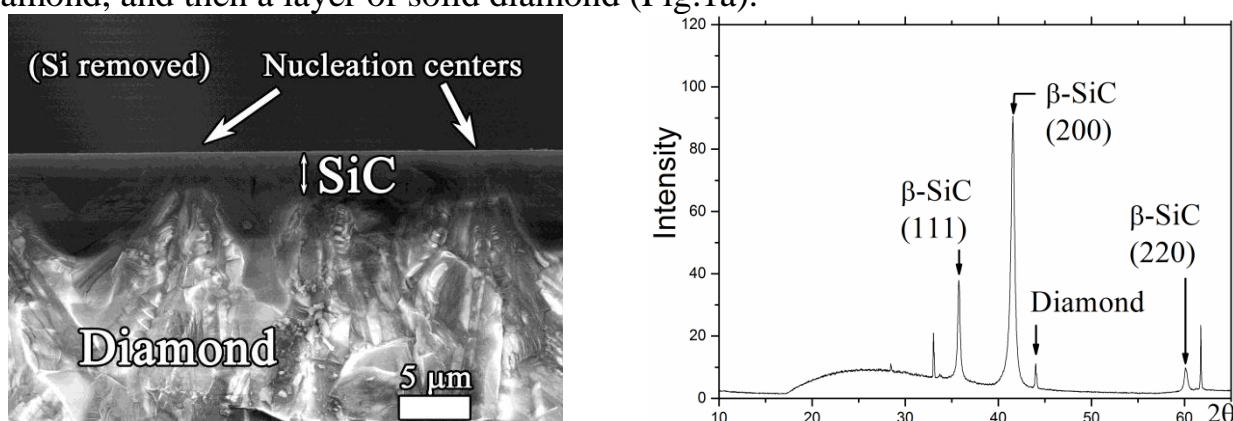 amond, and then a layer of solid diamond (Fig.1a).
(Si removed)
Nucleation centers
SiC
Diamond
5 μm
Intensity
120
100
80
60
40
20
0
β-SiC
(111)
β-SiC
(200)
Diamond
β-SiC
(220)
10
20
30
40
50
60
2θ